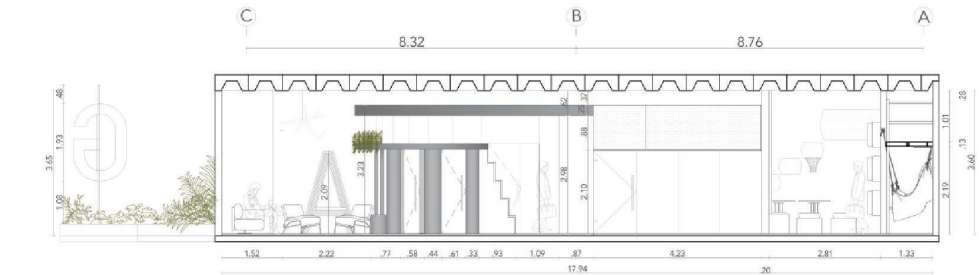 C B A
8.32 8.76
.48 .62 .25 .37 .28
1.93 .88 1.01
3.65 .13 3.60
3.23 2.98
2.09 2.10 2.19
1.08
1.52 2.22 .77 .58 .44 .61 .33 .93 1.09 .87 4.23 2.81 1.33
17.94 .20